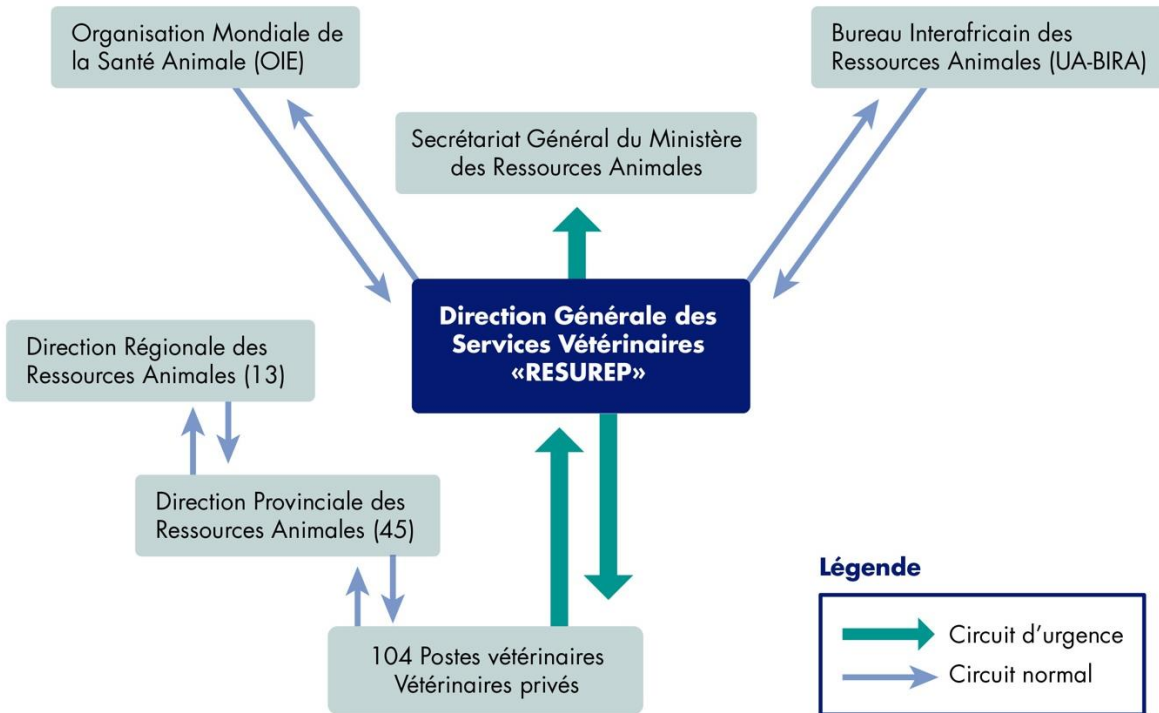 Organisation Mondiale de
la Santé Animale (OIE)
Bureau Interafricain des
Ressources Animales (UA-BIRA)
Secrétariat Général du Ministère
des Ressources Animales
Direction Générale des
Services Vétérinaires
«RESUREP»
Direction Régionale des
Ressources Animales (13)
Direction Provinciale des
Ressources Animales (45)
104 Postes vétérinaires
Vétérinaires privés
Légende
Circuit d’urgence
Circuit normal